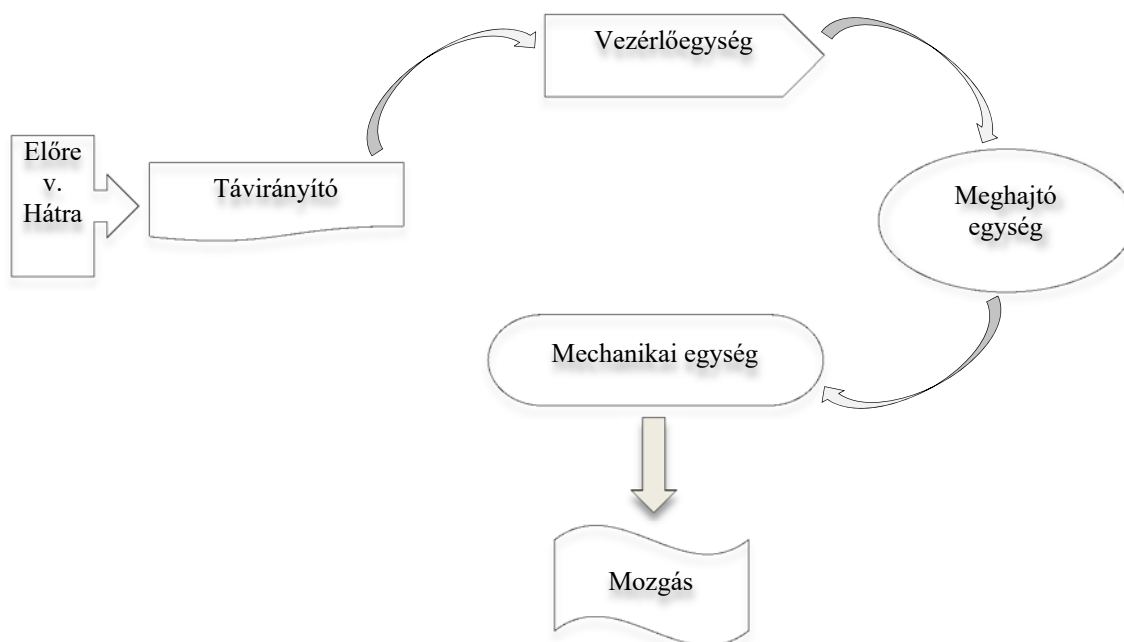 Előre
v.
Hátra
Távirányító
Vezérlőegység
Meghajtó
egység
Mechanikai egység
Mozgás